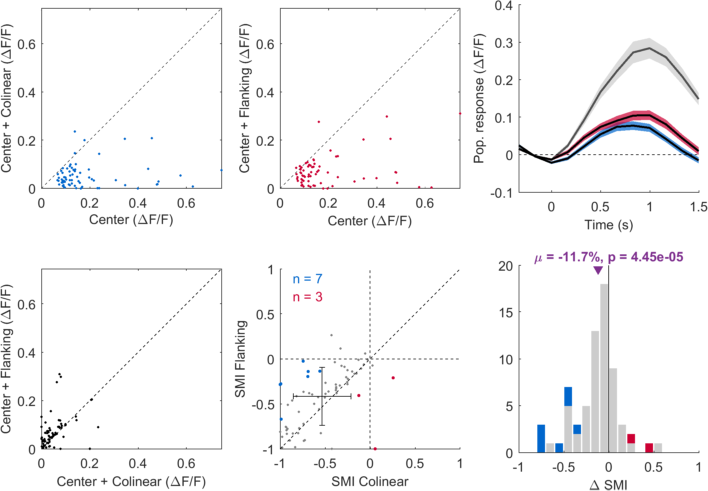 Center + Colinear (ΔF/F)
0.6
0.4
0.2
0
0 0.2 0.4 0.6
Center (ΔF/F)
Center + Flanking (ΔF/F)
0.6
0.4
0.2
0
0 0.2 0.4 0.6
Center (ΔF/F)
Pop. response (ΔF/F)
0.4
0.3
0.2
0.1
0
-0.1
0 0.5 1 1.5
Time (s)
Center + Flanking (ΔF/F)
0.6
0.4
0.2
0
0 0.2 0.4 0.6
Center + Colinear (ΔF/F)
SMI Flanking
1
0.5
0
-0.5
-1
n = 7
n = 3
-1 -0.5 0 0.5 1
SMI Colinear
μ = -11.7%, p = 4.45e-05
20
15
10
5
0
-1 -0.5 0 0.5 1
Δ SMI